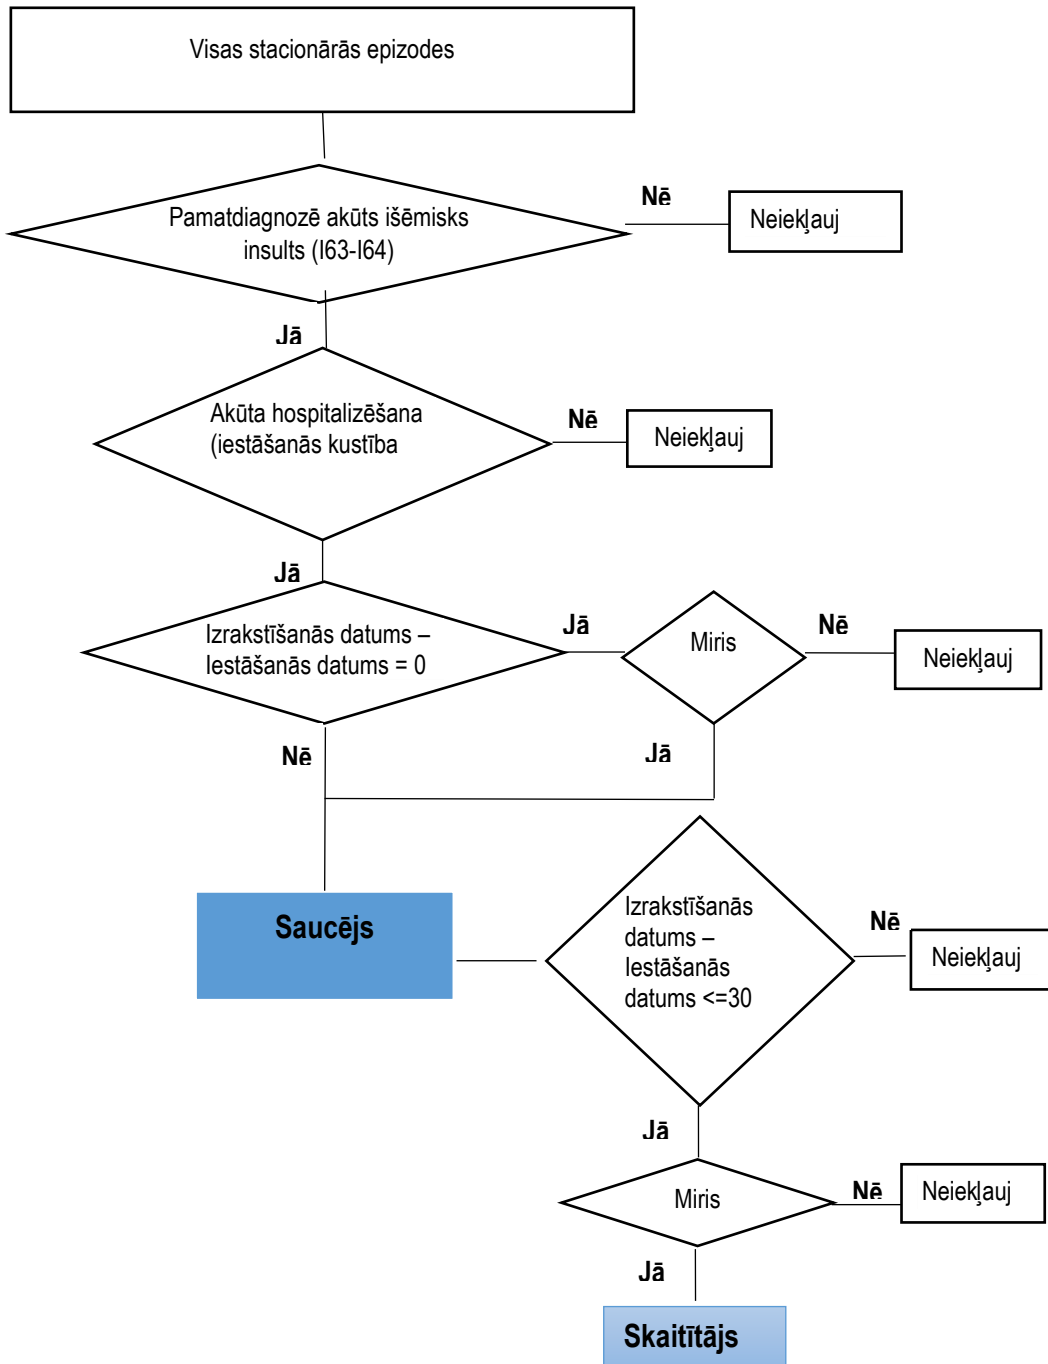 Visas stacionārās epizodes
Nē
Pamatdiagnozē akūts išēmisks
insults (I63-I64)
Neiekļauj
Jā
Akūta hospitalizēšana
(iestāšanās kustība
Nē
Neiekļauj
Jā
Izrakstīšanās datums –
Iestāšanās datums = 0
Jā
Miris
Nē
Neiekļauj
Nē
Jā
Saucējs
Izrakstīšanās
datums –
Iestāšanās
datums <=30
Nē
Neiekļauj
Jā
Miris
Nē
Neiekļauj
Jā
Skaitītājs